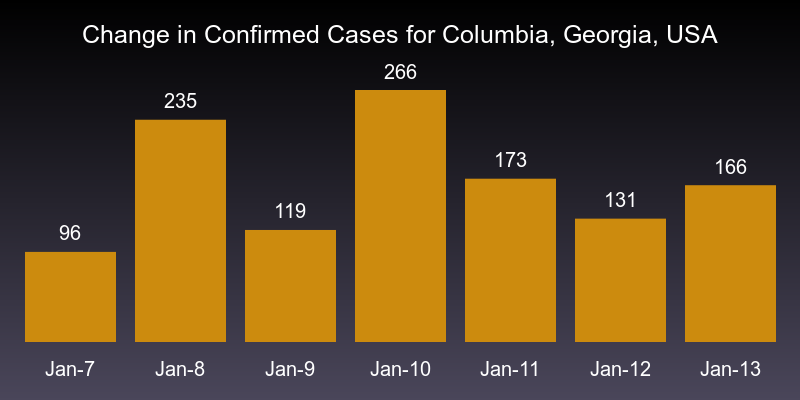 Change in Confirmed Cases for Columbia, Georgia, USA
96
235
119
266
173
131
166
Jan-7
Jan-8
Jan-9
Jan-10
Jan-11
Jan-12
Jan-13